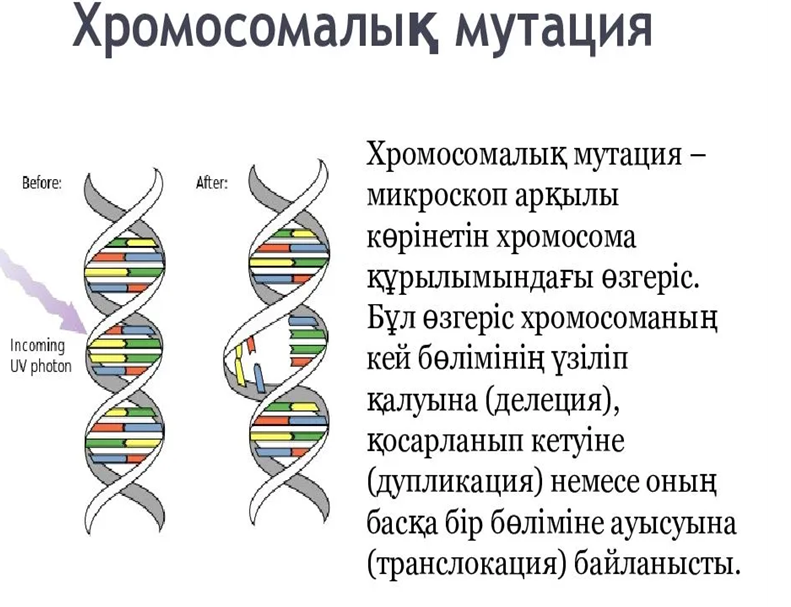 Хромосомалық мутация
Before:
After:
Incoming
UV photon
Хромосомалық мутация –
микроскоп арқылы
көрінетін хромосома
құрылымындағы өзгеріс.
Бұл өзгеріс хромосоманың
кей бөлімінің үзіліп
қалуына (делеция),
қосарланып кетуіне
(дупликация) немесе оның
басқа бір бөліміне ауысуына
(транслокация) байланысты.